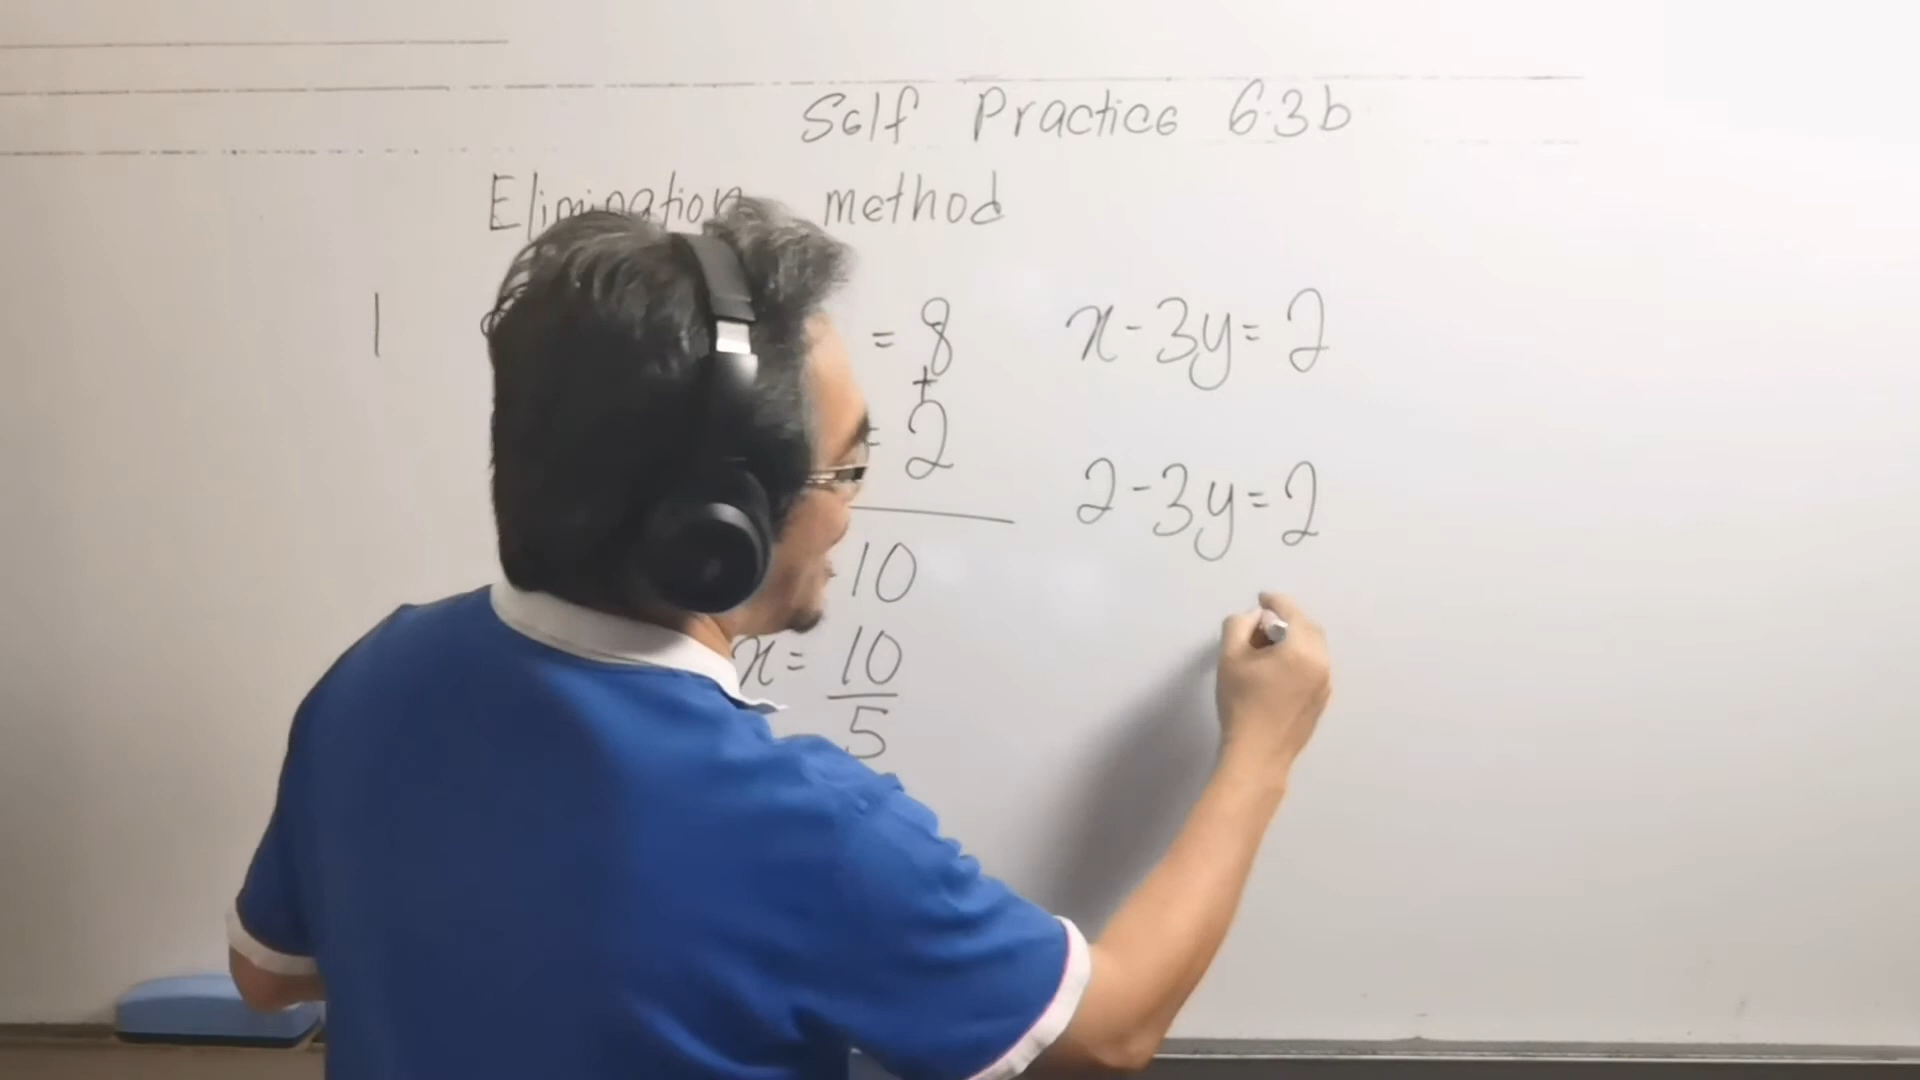 Self Practice 6.3b
Elimination method
1
= 8
+
= 2
10
x = 10
5
x - 3y = 2
2 - 3y = 2